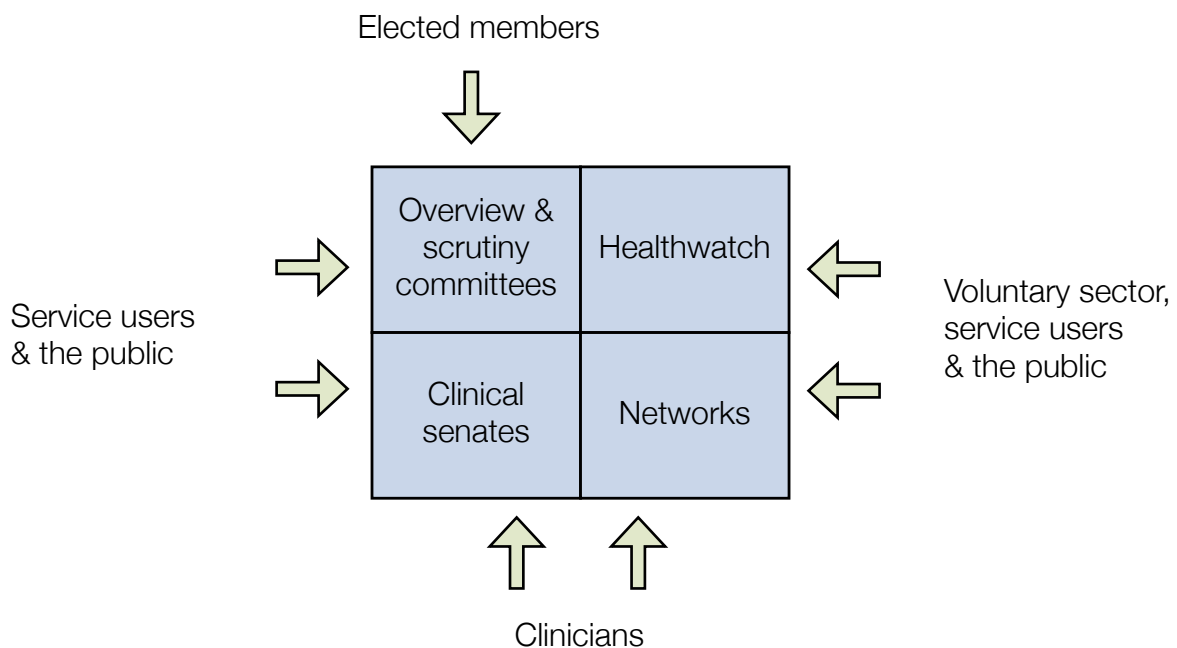 Elected members
Overview &
scrutiny
committees
Healthwatch
Service users
& the public
Voluntary sector,
service users
& the public
Clinical
senates
Networks
Clinicians